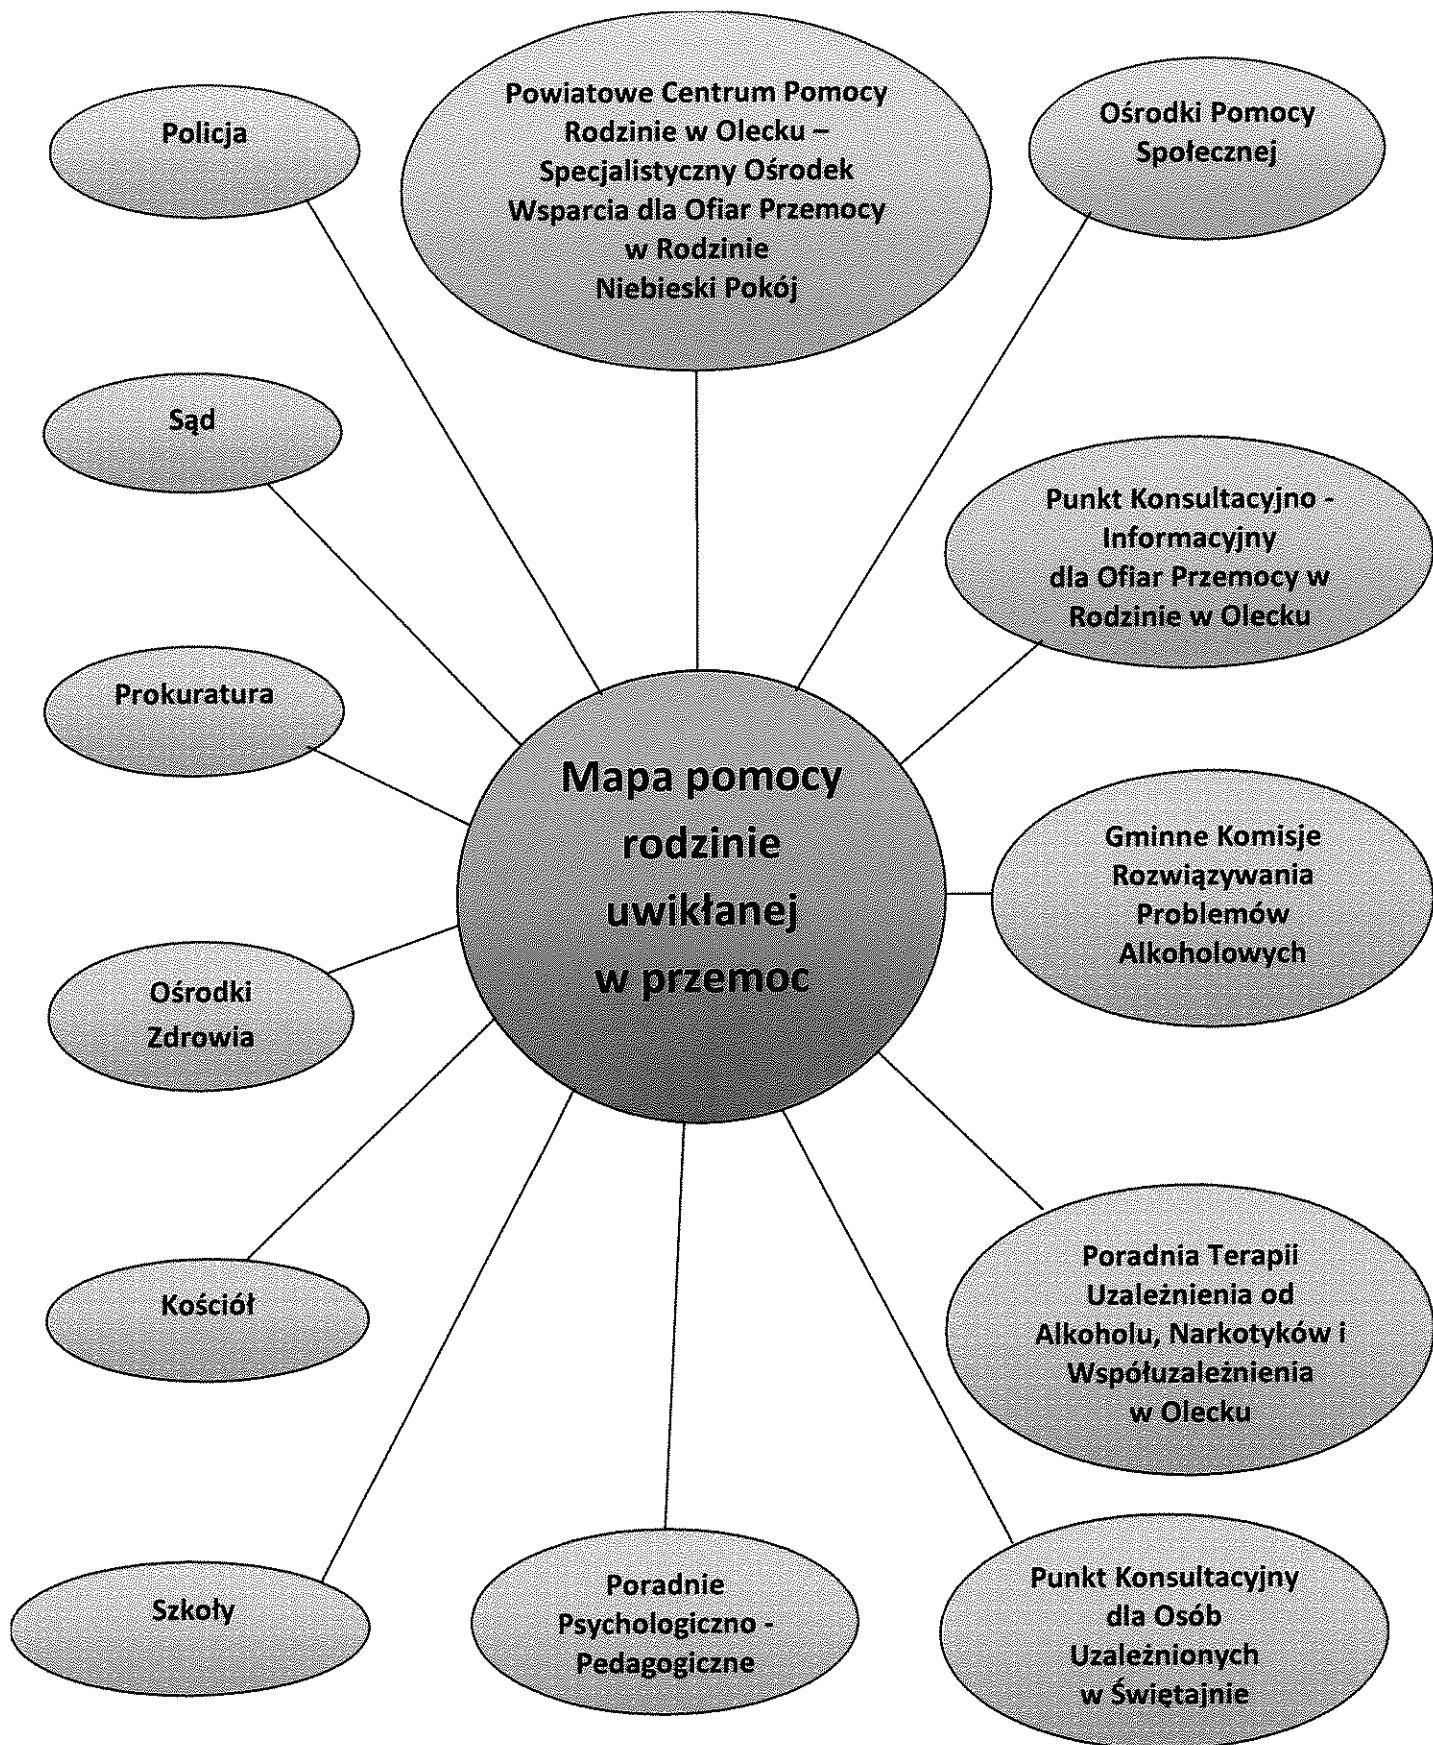 Policja
Powiatowe Centrum Pomocy
Rodzinie w Olecku –
Specjalistyczny Ośrodek
Wsparcia dla Ofiar Przemocy
w Rodzinie
Niebieski Pokój
Ośrodki Pomocy
Społecznej
Sąd
Punkt Konsultacyjno -
Informacyjny
dla Ofiar Przemocy w
Rodzinie w Olecku
Prokuratura
Mapa pomocy
rodzinie
uwikłanej
w przemoc
Gminne Komisje
Rozwiązywania
Problemów
Alkoholowych
Ośrodki
Zdrowia
Kościół
Poradnia Terapii
Uzależnienia od
Alkoholu, Narkotyków i
Współuzależnienia
w Olecku
Szkoły
Poradnie
Psychologiczno -
Pedagogiczne
Punkt Konsultacyjny
dla Osób
Uzależnionych
w Świętajnie